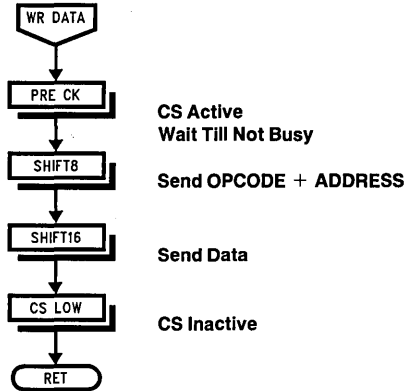 WR DATA
PRE CK
CS Active
Wait Till Not Busy
SHIFT8
Send OPCODE + ADDRESS
SHIFT16
Send Data
CS LOW
CS Inactive
RET